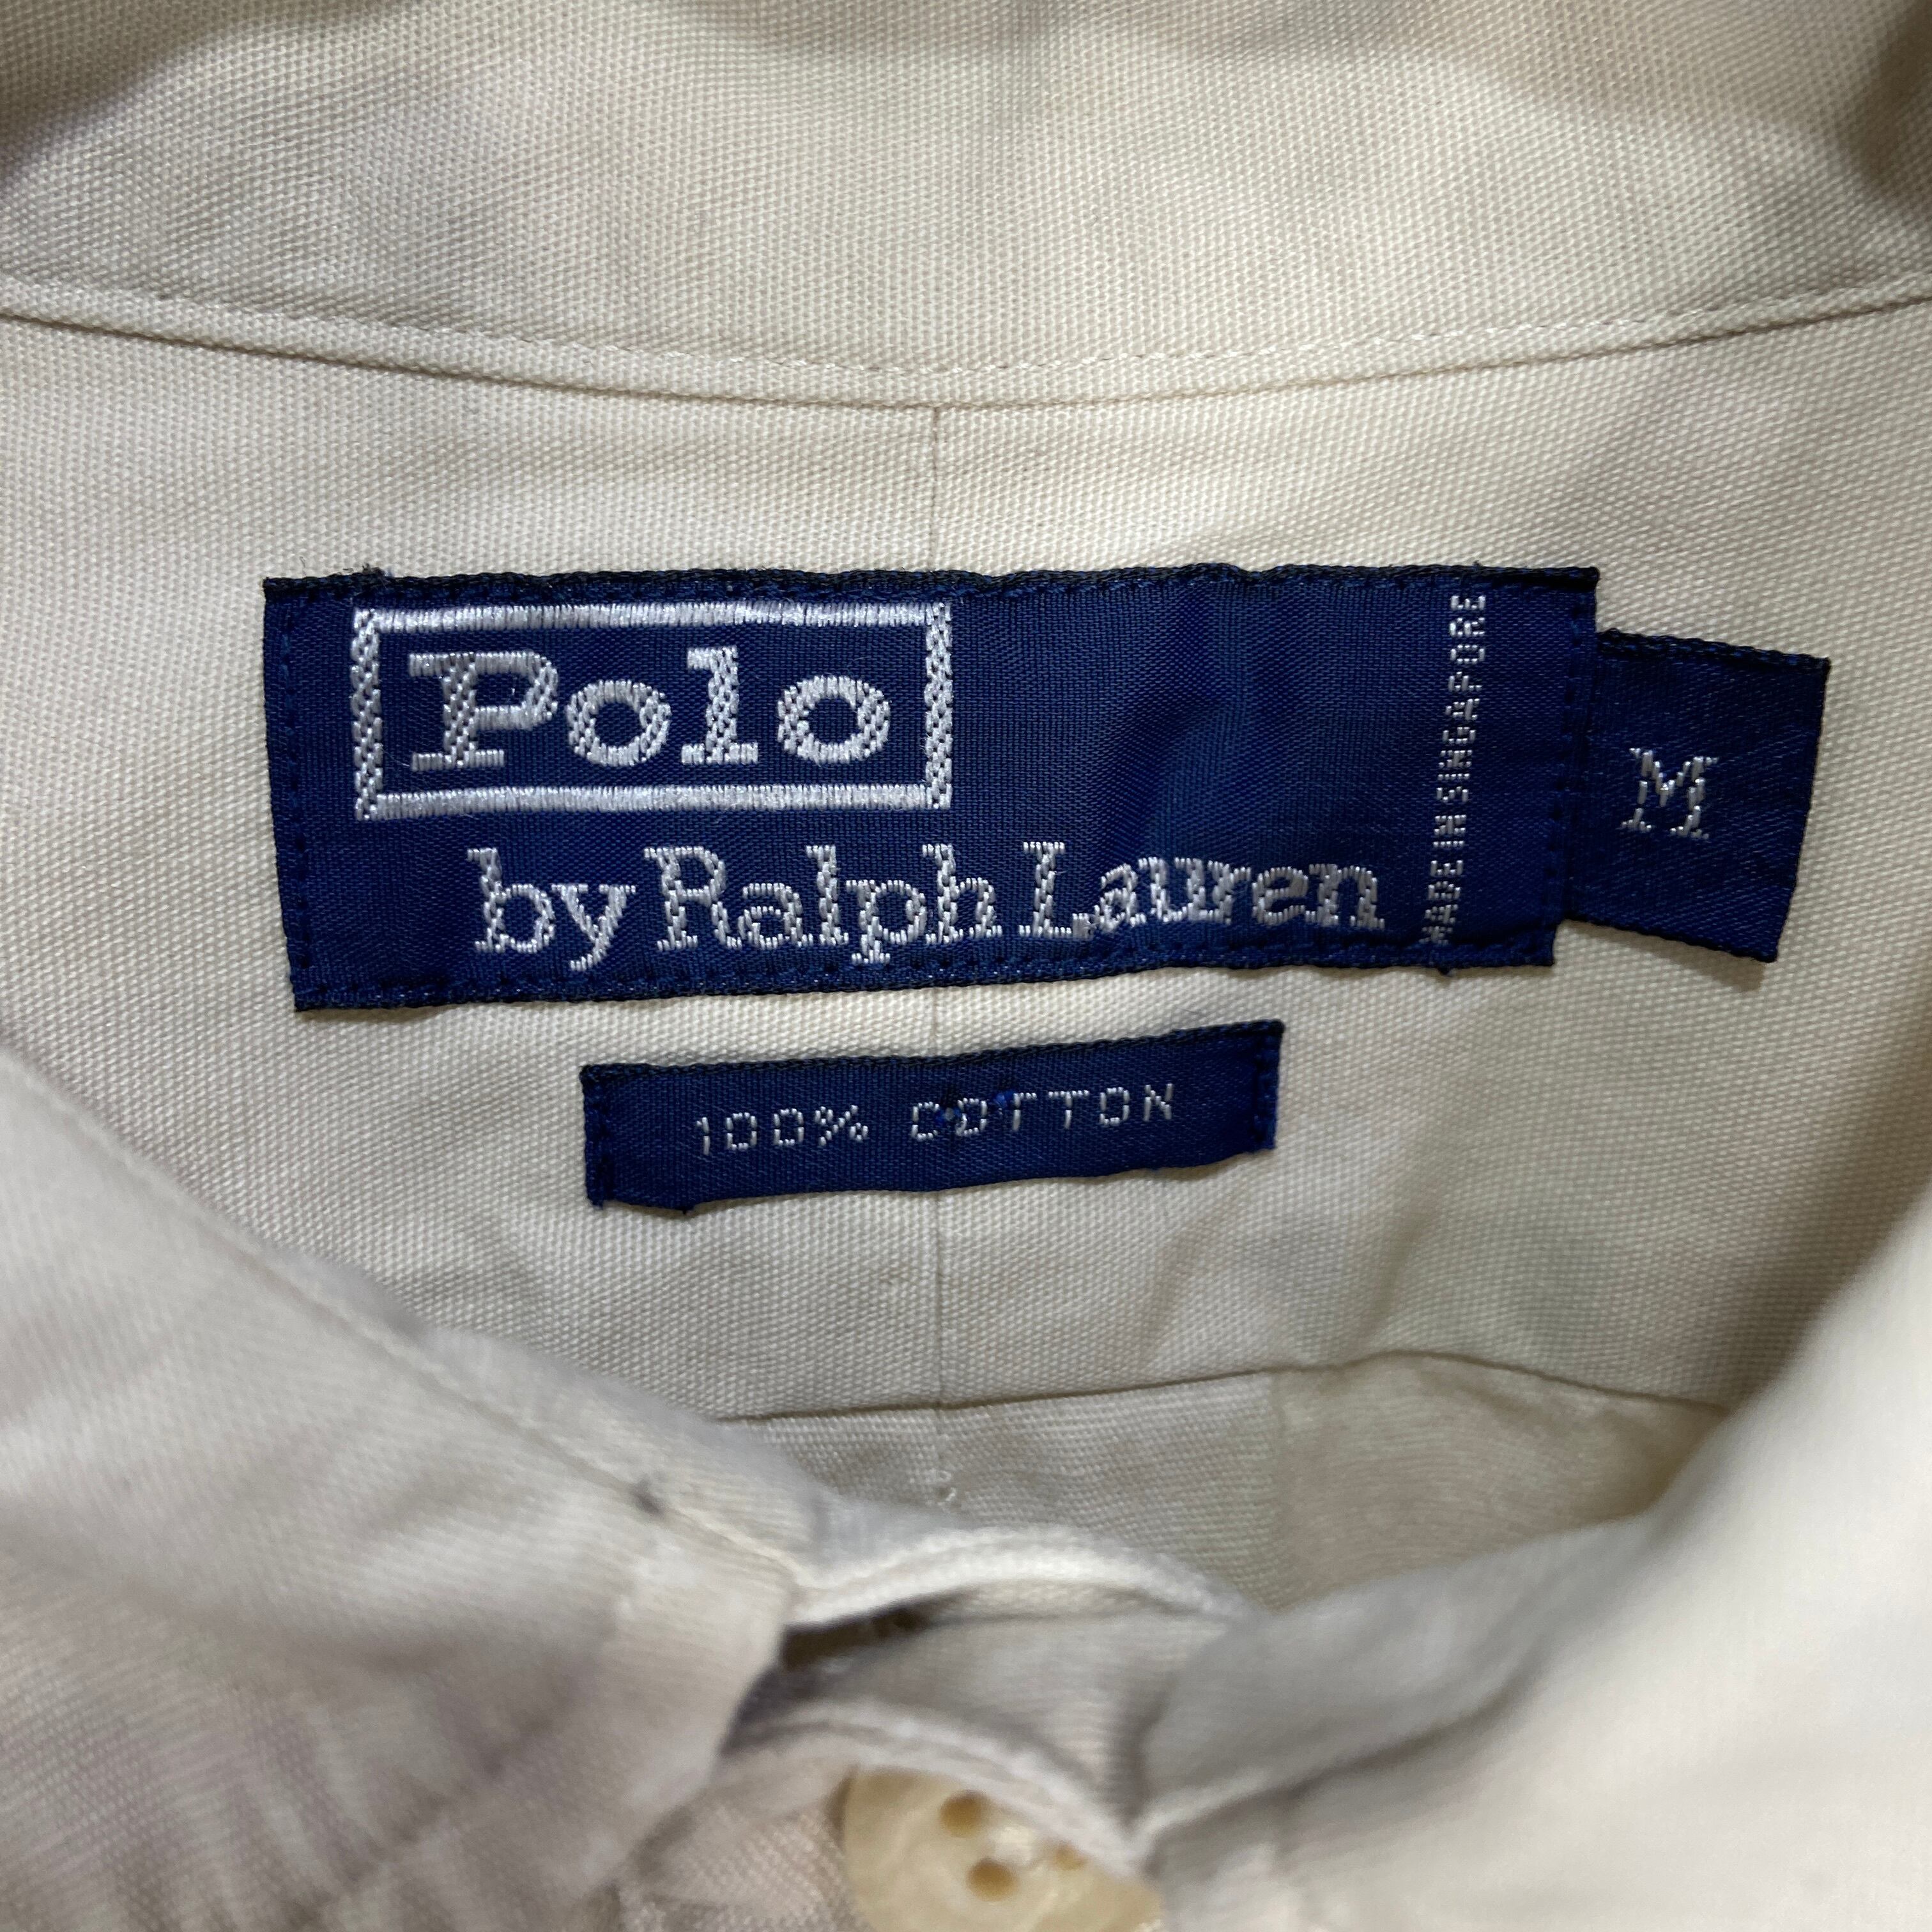 Polo
by Ralph Lauren
MADE IN SINGAPORE
M
100% COTTON